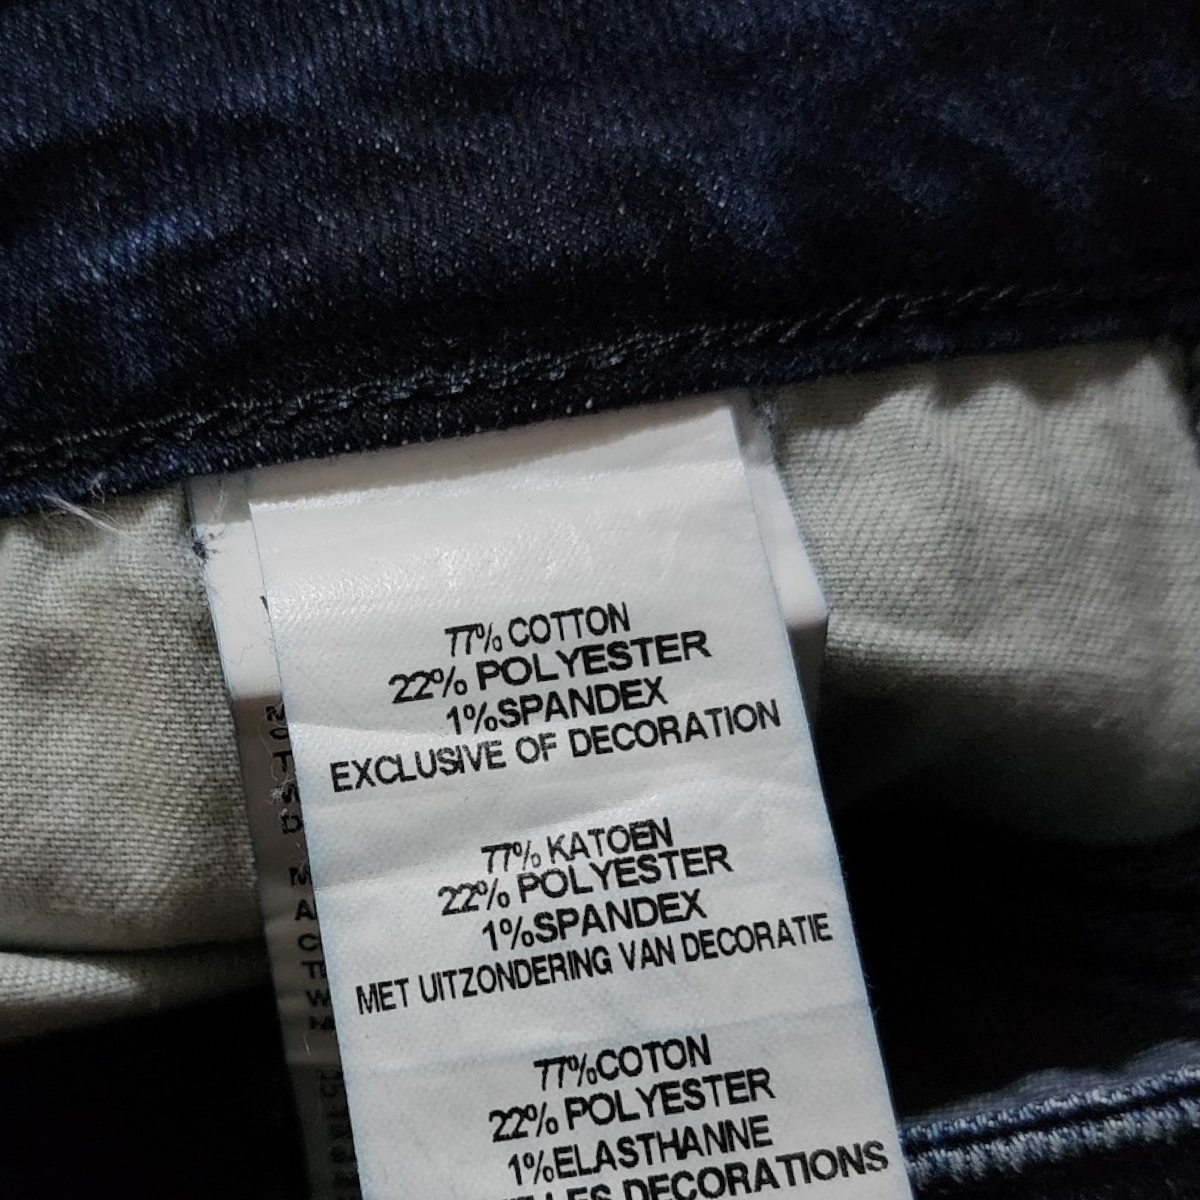 77% COTTON
22% POLYESTER
1%SPANDEX
EXCLUSIVE OF DECORATION
77% KATOEN
22% POLYESTER
1%SPANDEX
MET UITZONDERING VAN DECORATIE
77%COTON
22% POLYESTER
1%ELASTHANNE
DECORATIONS